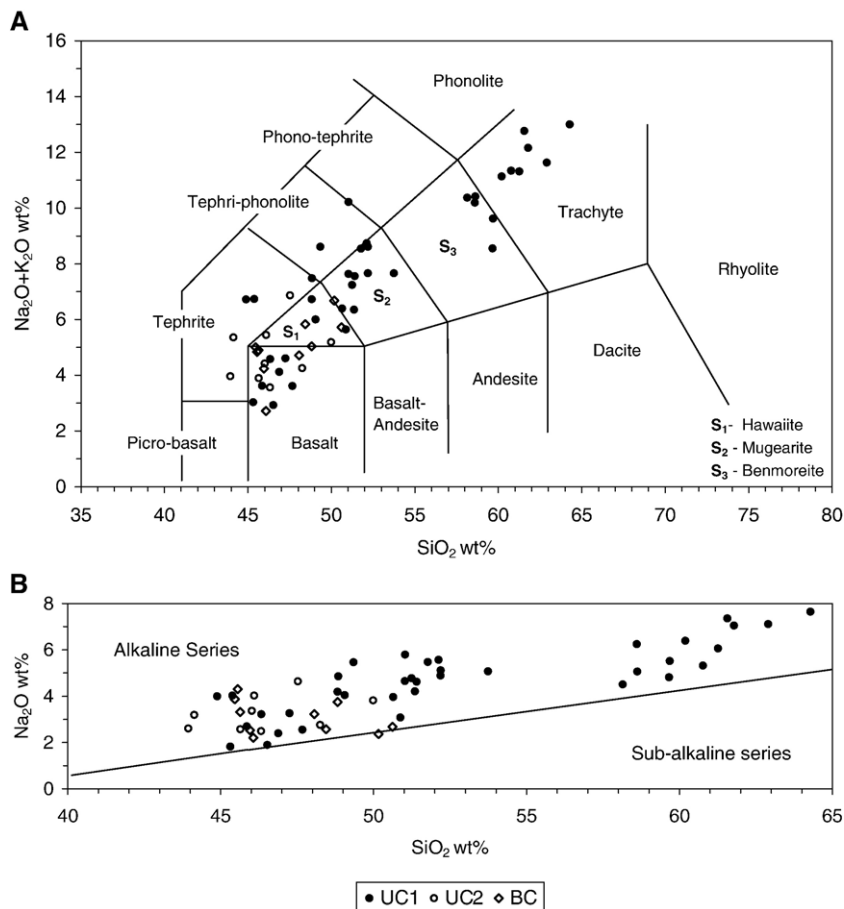 A
16
14
12
10
8
6
4
2
0
Na₂O+K₂O wt%
Phonolite
Phono-tephrite
Tephri-phonolite
Trachyte
S₃
Rhyolite
S₂
Tephrite
S₁
Dacite
Andesite
Basalt-
Andesite
Picro-basalt
Basalt
S₁- Hawaiite
S₂ - Mugearite
S₃ - Benmoreite
35 40 45 50 55 60 65 70 75 80
SiO₂ wt%
B
8
6
4
2
0
Na₂O wt%
Alkaline Series
Sub-alkaline series
40 45 50 55 60 65
SiO₂ wt%
● UC1 ○ UC2 ◇ BC